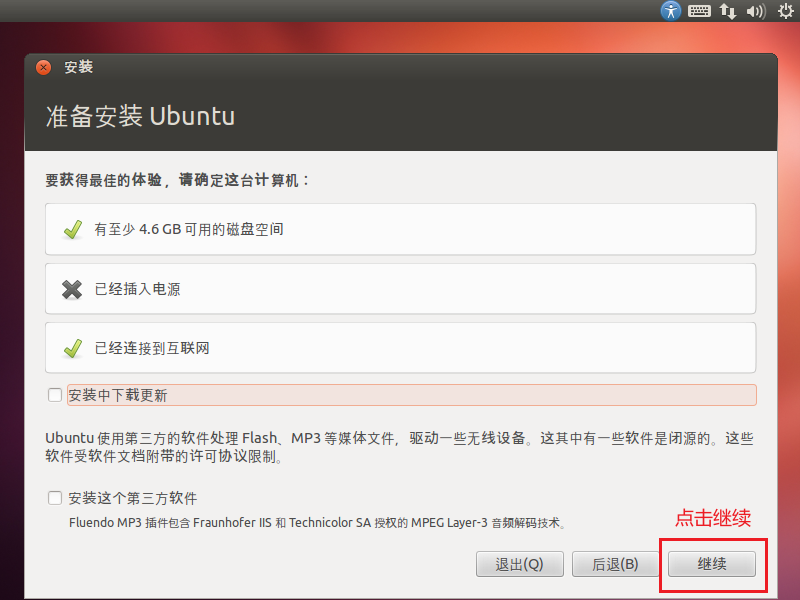 安装
准备安装 Ubuntu
要获得最佳的体验，请确定这台计算机：
有至少 4.6 GB 可用的磁盘空间
已经插入电源
已经连接到互联网
安装中下载更新
Ubuntu 使用第三方的软件处理 Flash、MP3 等媒体文件，驱动一些无线设备。这其中有一些软件是闭源的。这些
软件受软件文档附带的许可协议限制。
安装这个第三方软件
Fluendo MP3 插件包含 Fraunhofer IIS 和 Technicolor SA 授权的 MPEG Layer-3 音频解码技术。
点击继续
退出(Q) 后退(B) 继续